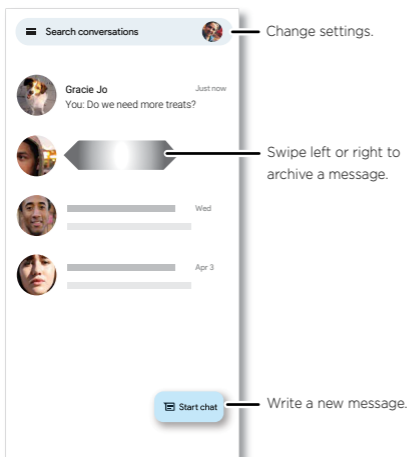 Search conversations
Change settings.
Gracie Jo
Just now
You: Do we need more treats?
Swipe left or right to
archive a message.
Wed
Apr 3
Start chat
Write a new message.